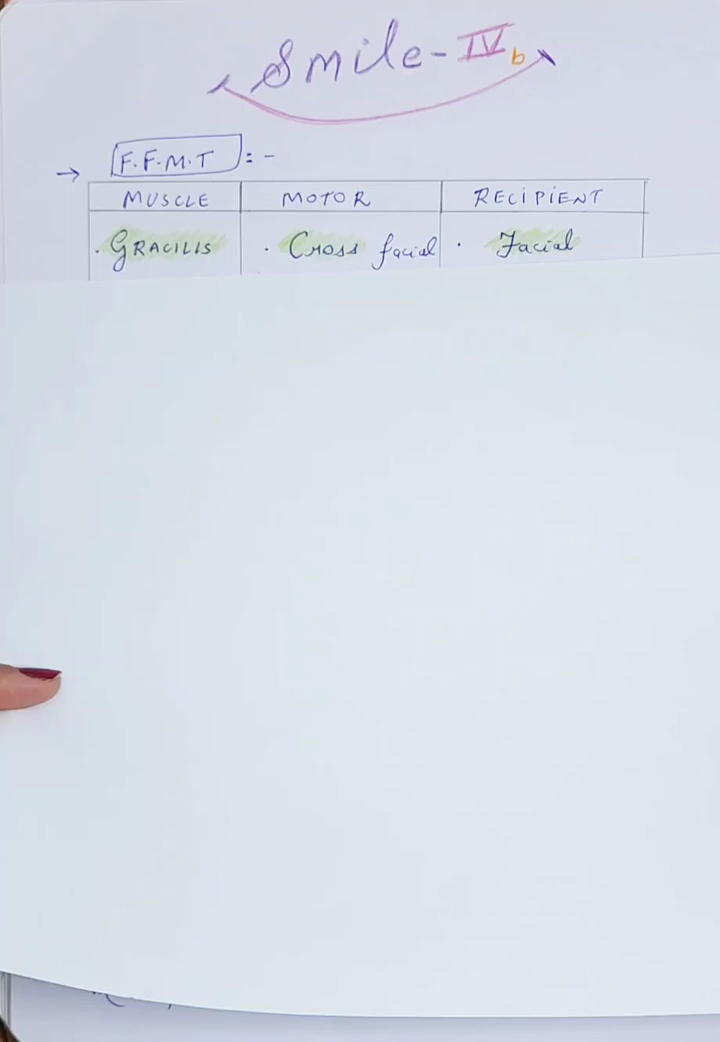 Smile-IVb
→ F.F.M.T :-
MUSCLE MOTOR RECIPIENT
· GRACILIS · Cross facial · Facial